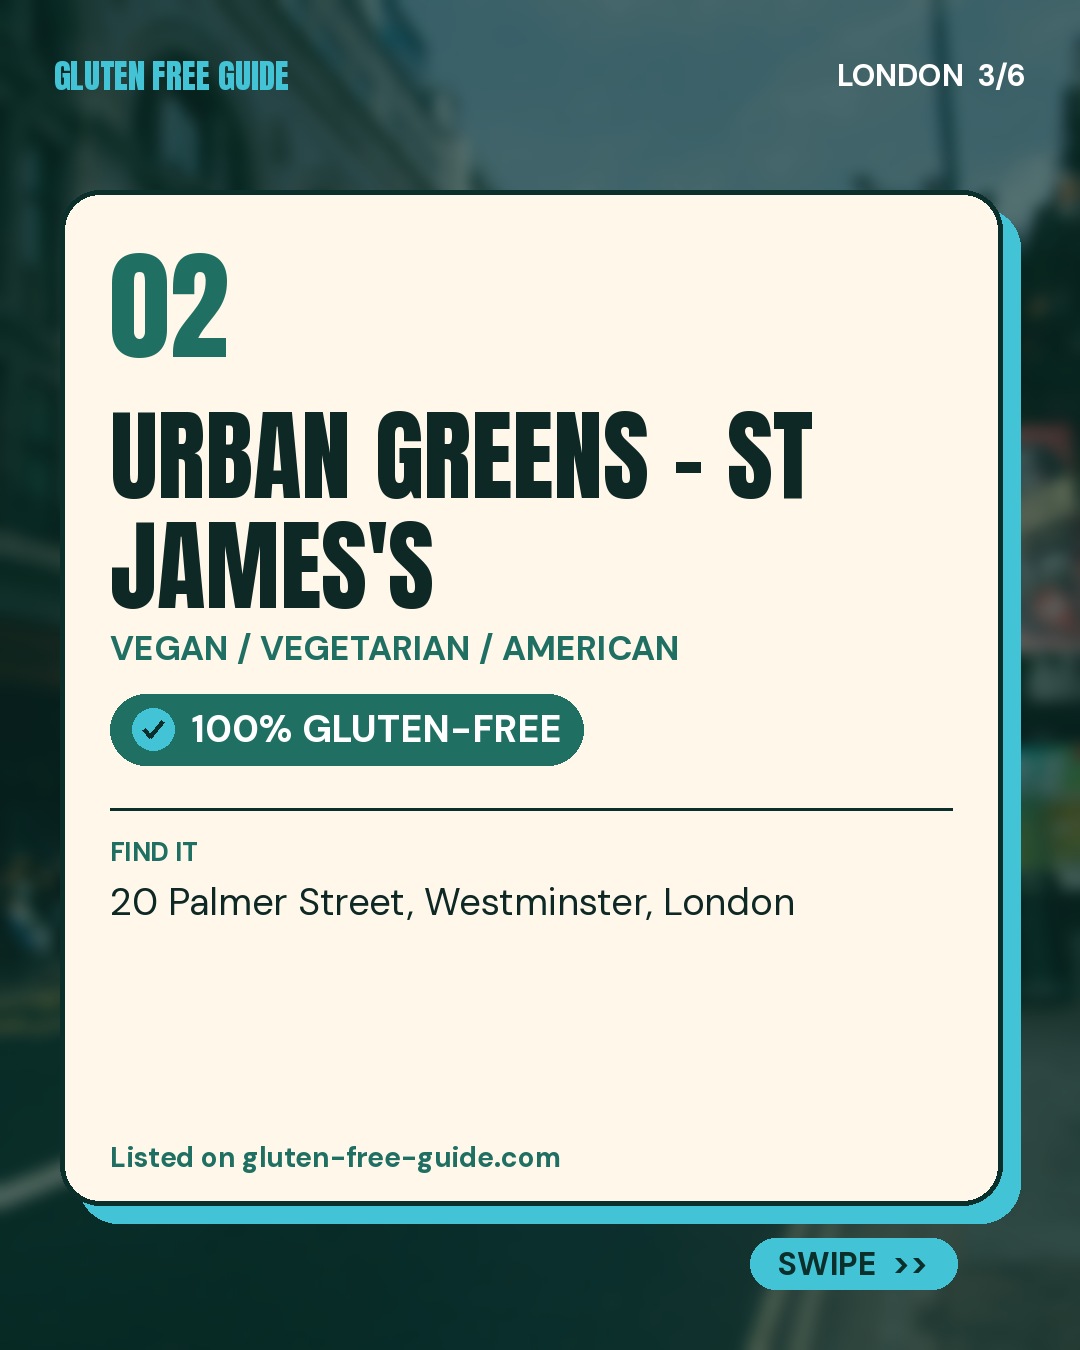 GLUTEN FREE GUIDE
LONDON 3/6
02
URBAN GREENS - ST
JAMES'S
VEGAN / VEGETARIAN / AMERICAN
100% GLUTEN-FREE
FIND IT
20 Palmer Street, Westminster, London
Listed on gluten-free-guide.com
SWIPE >>